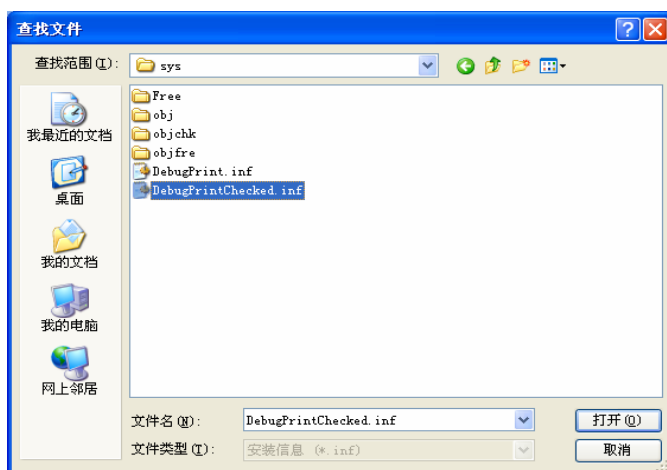 查找文件
查找范围(I):
sys
我最近的文档
桌面
我的文档
我的电脑
网上邻居
Free
obj
objchk
objfre
DebugPrint.inf
DebugPrintChecked.inf
文件名(N):
DebugPrintChecked.inf
打开(O)
文件类型(T):
安装信息 (*.inf)
取消